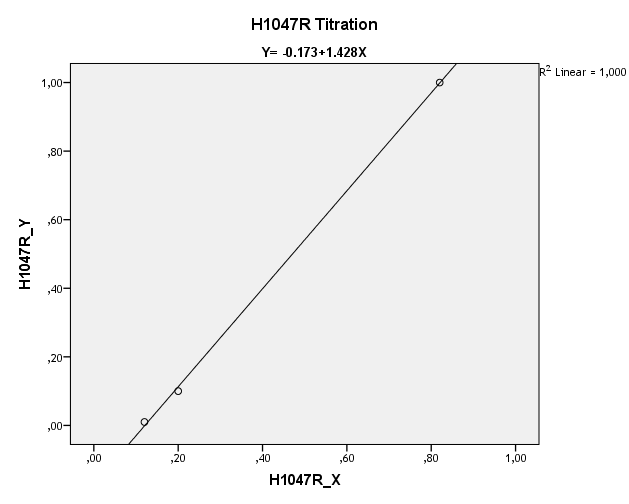 H1047R Titration
Y= -0.173+1.428X
R² Linear = 1,000
1,00
,80
,60
,40
,20
,00
H1047R_Y
,00 ,20 ,40 ,60 ,80 1,00
H1047R_X